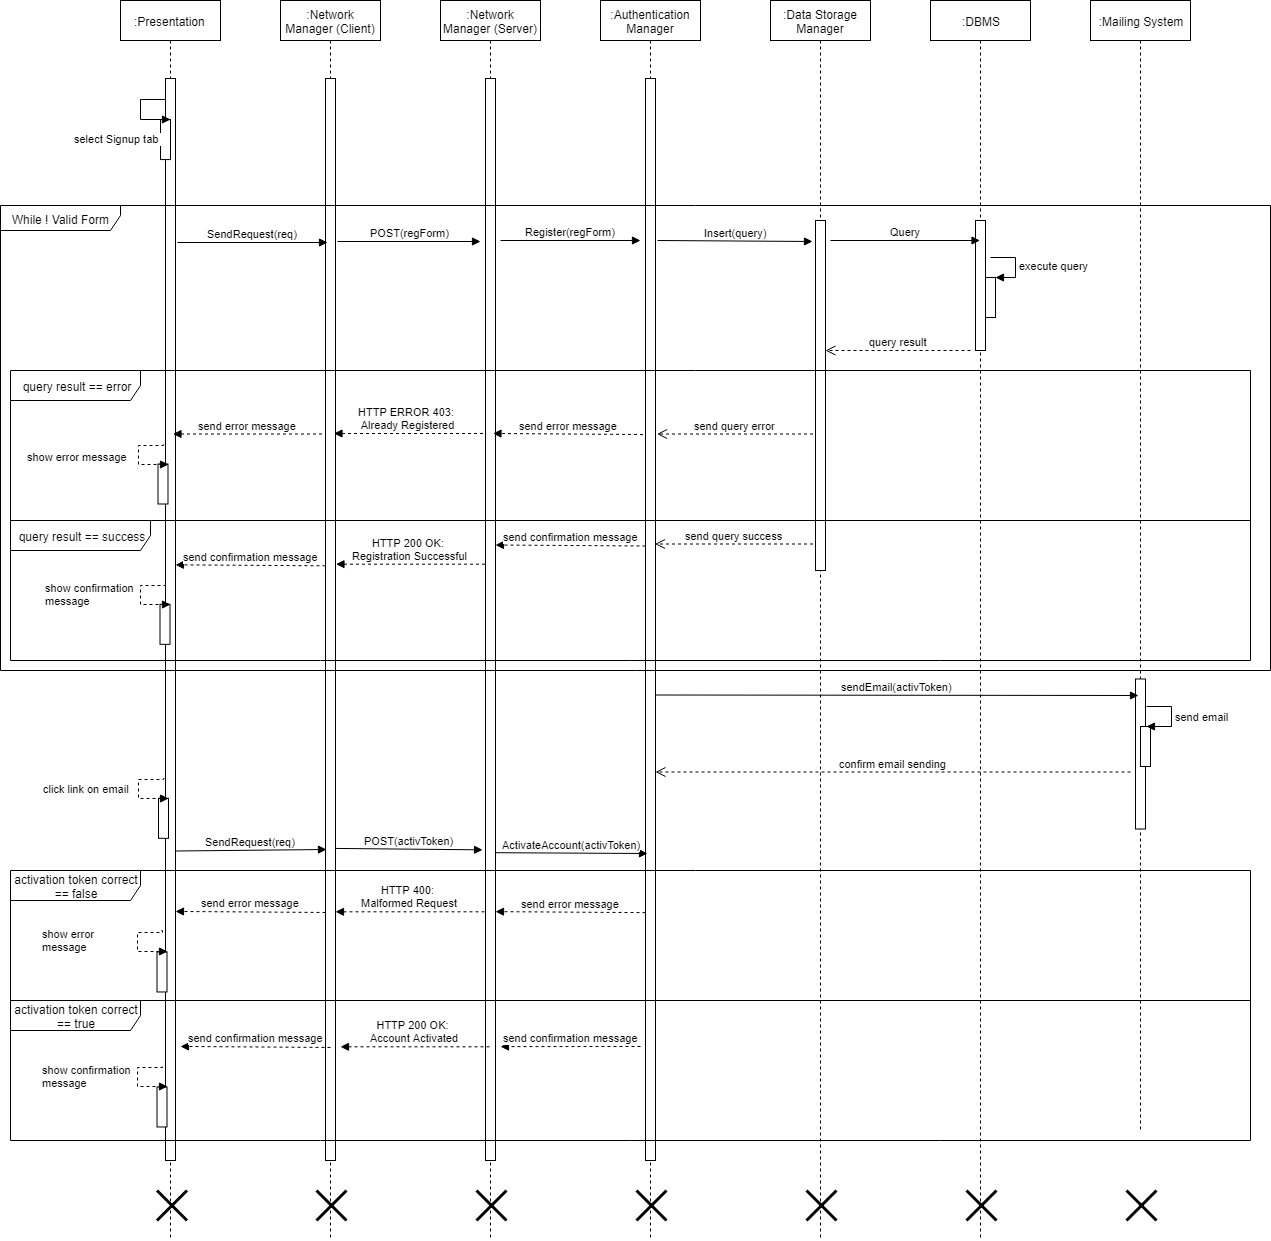 :Presentation
:Network
Manager (Client)
:Network
Manager (Server)
:Authentication
Manager
:Data Storage
Manager
:DBMS
:Mailing System
select Signup tab
While ! Valid Form
SendRequest(req)
POST(regForm)
Register(regForm)
Insert(query)
Query
execute query
query result
query result == error
send error message
HTTP ERROR 403:
Already Registered
send error message
send query error
show error message
query result == success
send confirmation message
HTTP 200 OK:
Registration Successful
send confirmation message
send query success
show confirmation
message
sendEmail(activToken)
send email
confirm email sending
click link on email
SendRequest(req)
POST(activToken)
ActivateAccount(activToken)
activation token correct
== false
send error message
HTTP 400:
Malformed Request
send error message
show error
message
activation token correct
== true
send confirmation message
HTTP 200 OK:
Account Activated
send confirmation message
show confirmation
message